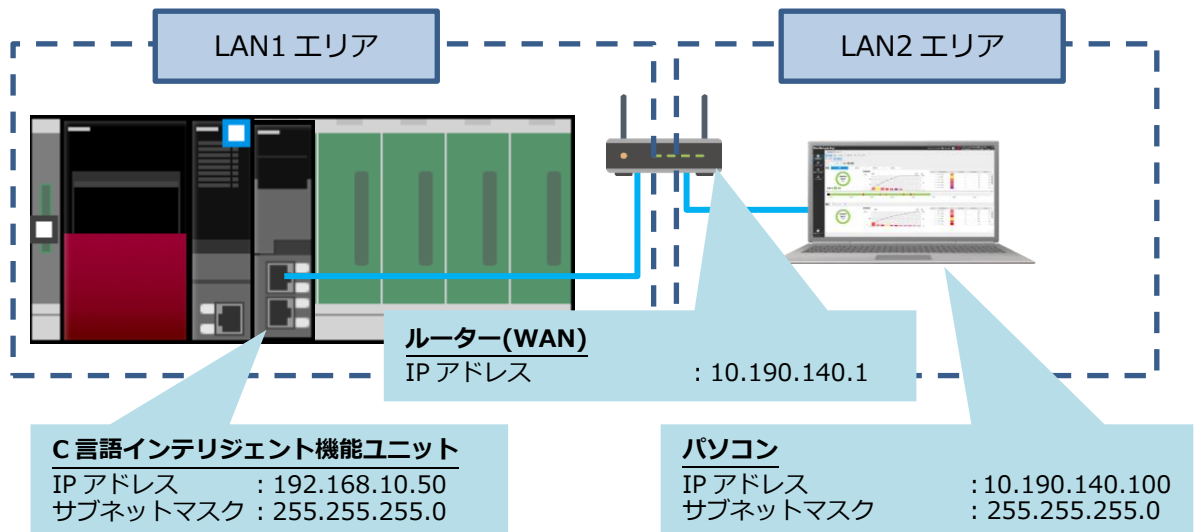 LAN1 エリア
LAN2 エリア
ルーター(WAN)
IP アドレス : 10.190.140.1
C 言語インテリジェント機能ユニット
IP アドレス : 192.168.10.50
サブネットマスク : 255.255.255.0
パソコン
IP アドレス :10.190.140.100
サブネットマスク : 255.255.255.0